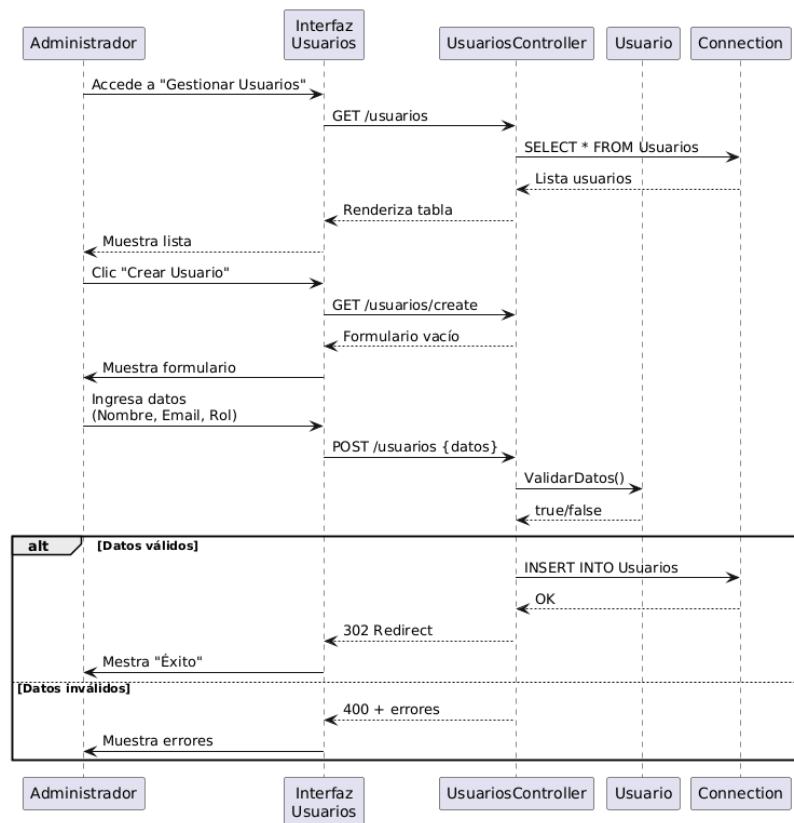 Administrador
Interfaz
Usuarios
UsuariosController
Usuario
Connection
Accede a "Gestionar Usuarios"
GET /usuarios
SELECT * FROM Usuarios
Lista usuarios
Renderiza tabla
Muestra lista
Clic "Crear Usuario"
GET /usuarios/create
Formulario vacío
Muestra formulario
Ingresa datos
(Nombre, Email, Rol)
POST /usuarios {datos}
ValidarDatos()
true/false
alt
[Datos válidos]
INSERT INTO Usuarios
OK
302 Redirect
Mestra "Éxito"
[Datos inválidos]
400 + errores
Muestra errores
Administrador
Interfaz
Usuarios
UsuariosController
Usuario
Connection